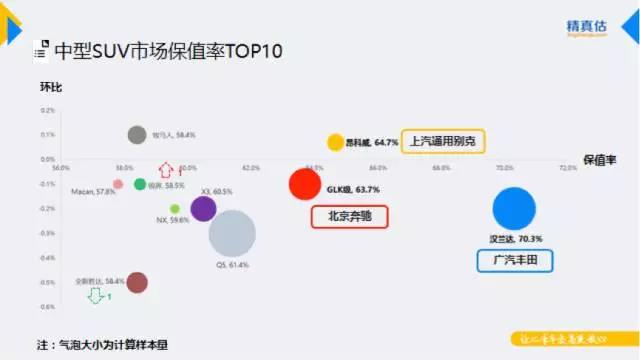 精真估
jingzhengu.com
中型SUV市场保值率TOP10
环比
0.2%
0.1%
牧马人, 58.4%
昂科威, 64.7%
上汽通用别克
0.0%
56.0%
58.0%
60.0%
62.0%
64.0%
66.0%
68.0%
70.0%
72.0%
保值率
1
-0.1%
Macan, 57.8%
锐界, 58.5%
X3, 60.5%
GLK级, 63.7%
北京奔驰
-0.2%
NX, 59.6%
汉兰达, 70.3%
广汽丰田
-0.3%
-0.4%
Q5, 61.4%
-0.5%
全新胜达, 58.4%
1
-0.6%
注：气泡大小为计算样本量